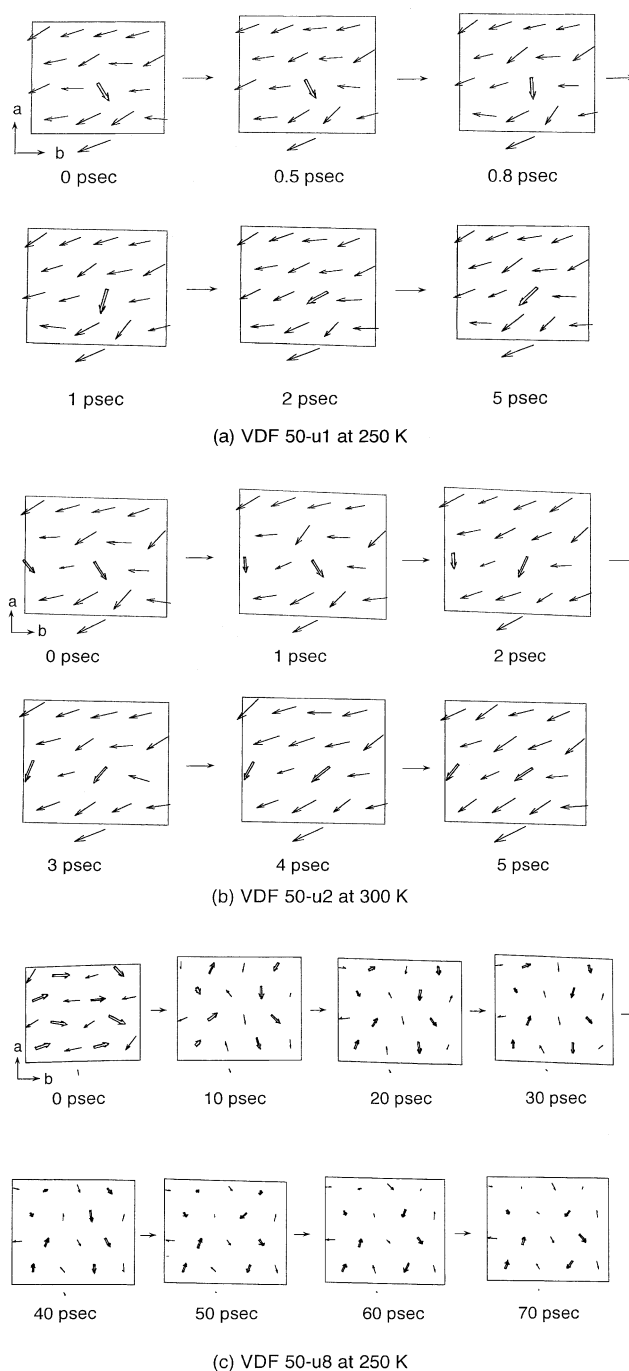 a
b
0 psec 0.5 psec 0.8 psec
1 psec 2 psec 5 psec
(a) VDF 50-u1 at 250 K
a
b
0 psec 1 psec 2 psec
3 psec 4 psec 5 psec
(b) VDF 50-u2 at 300 K
a
b
0 psec 10 psec 20 psec 30 psec
40 psec 50 psec 60 psec 70 psec
(c) VDF 50-u8 at 250 K